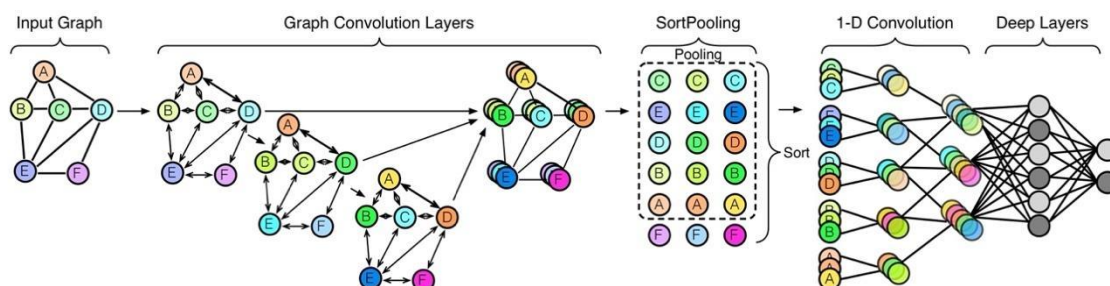 Input Graph
Graph Convolution Layers
SortPooling
1-D Convolution
Deep Layers
Pooling
Sort
A
B C D
E F
A
B C D
E F
A
B C D
E F
A
B C D
E F
A
B C D
E F
C C C
E E E
D D D
B B B
A A A
F F F
C
C
C
E
E
E
D
D
D
B
B
B
A
A
A